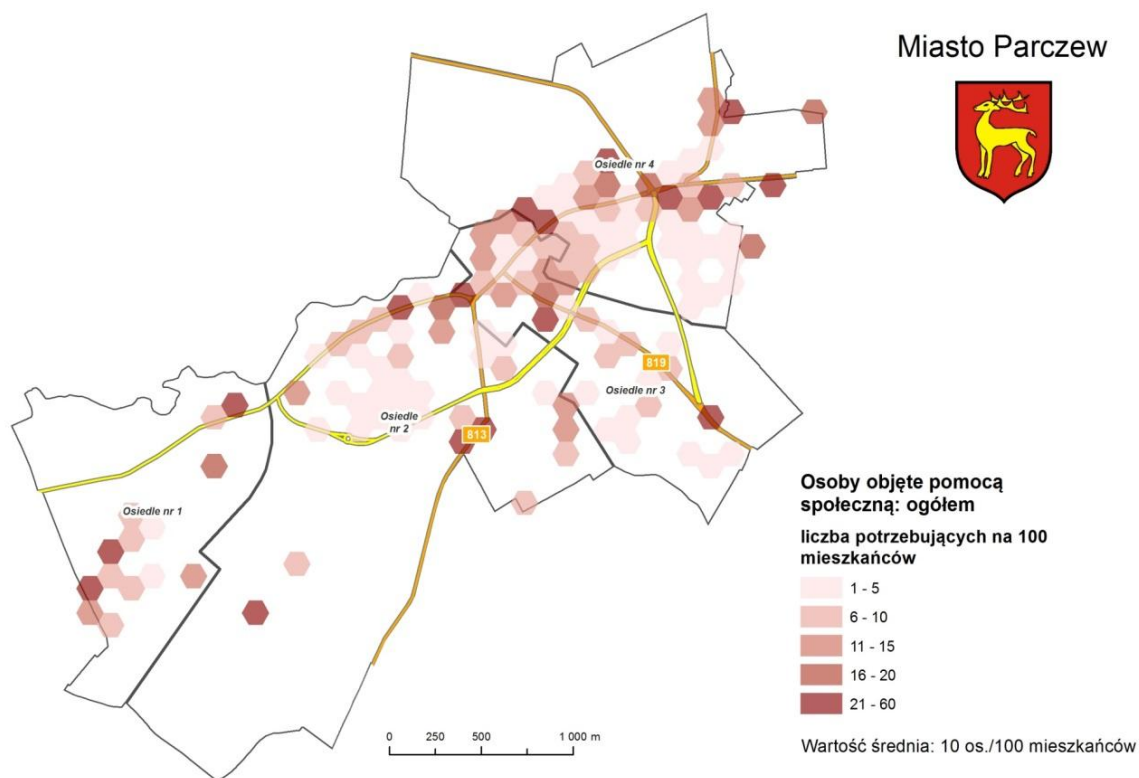 Miasto Parczew
Osiedle nr 4
819
Osiedle nr 3
Osiedle
nr 2
813
Osiedle nr 1
Osoby objęte pomocą
społeczną: ogółem
liczba potrzebujących na 100
mieszkańców
1 - 5
6 - 10
11 - 15
16 - 20
21 - 60
0 250 500 1 000 m
Wartość średnia: 10 os./100 mieszkańców